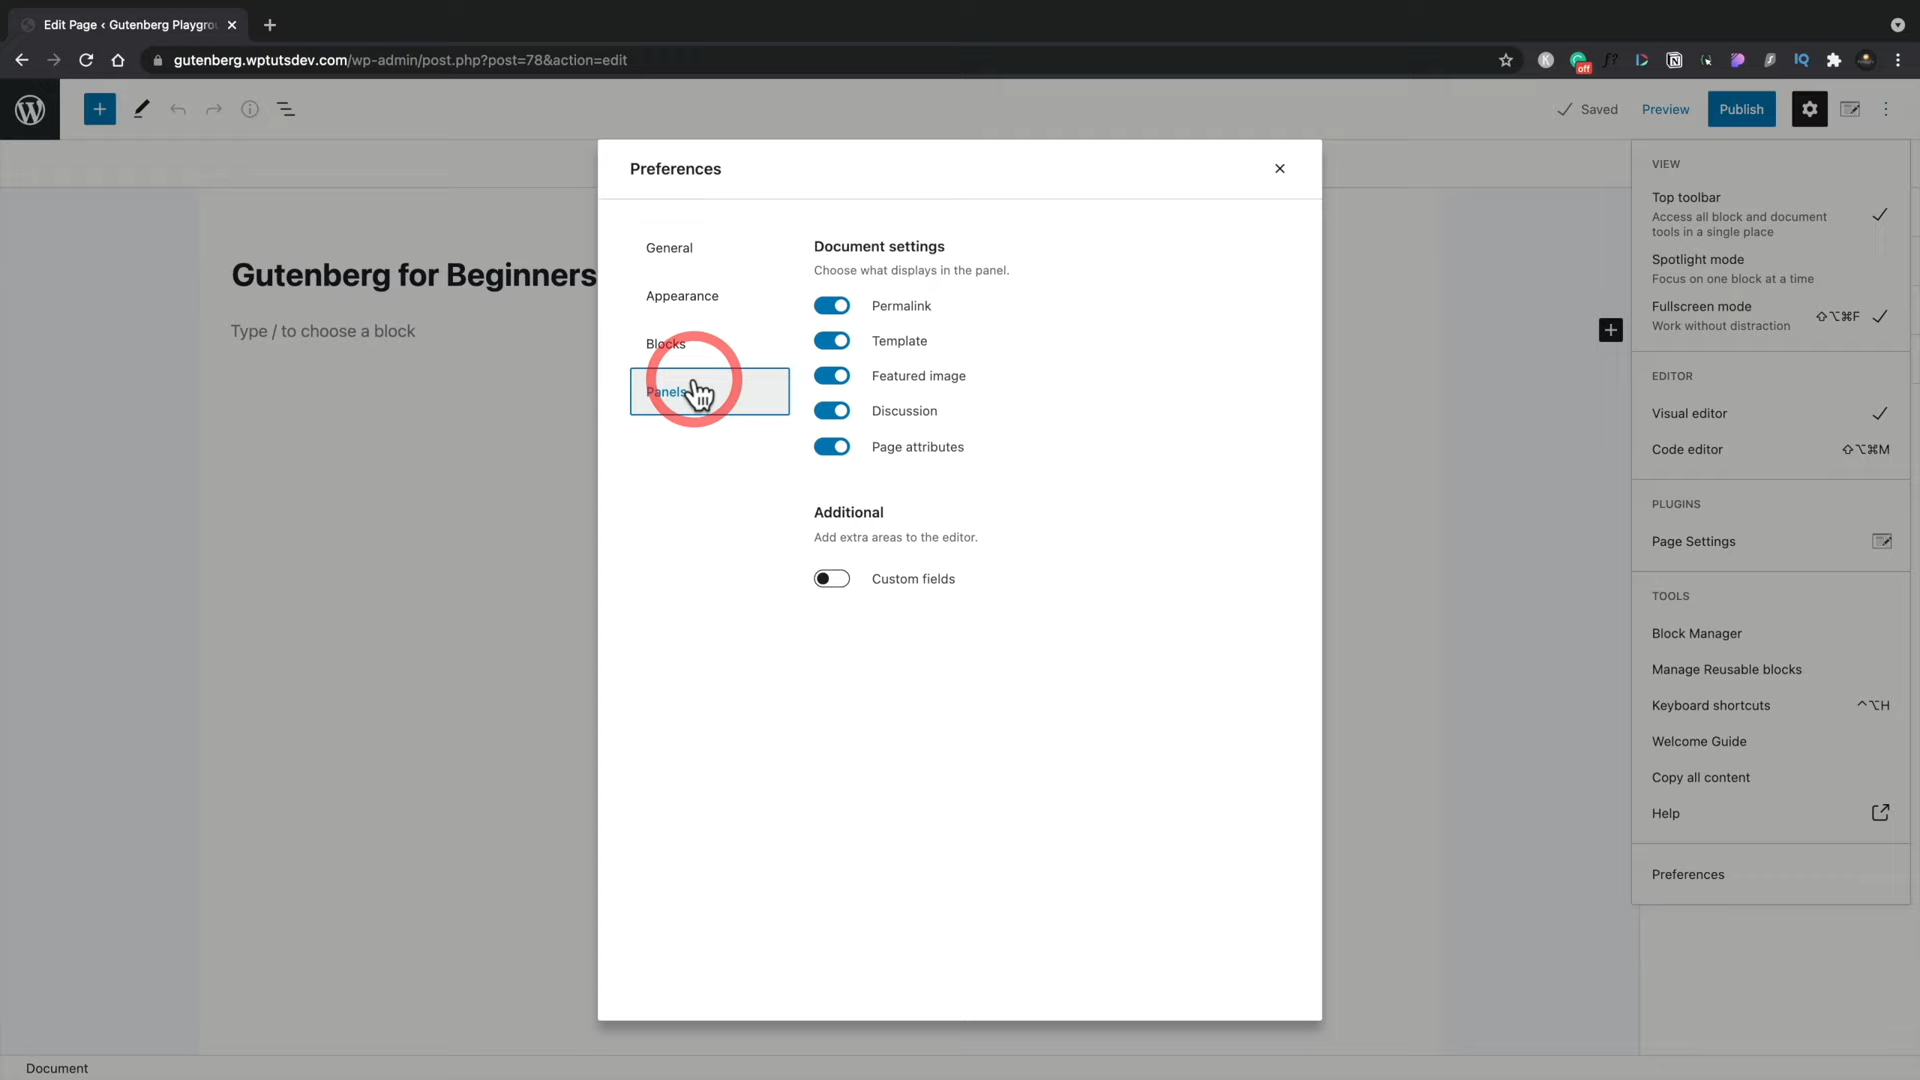 Edit Page ‹ Gutenberg Playgrou
gutenberg.wptutsdev.com/wp-admin/post.php?post=78&action=edit
off
Saved
Preview
Publish
Gutenberg for Beginners
Type / to choose a block
Preferences
General
Appearance
Blocks
Panels
Document settings
Choose what displays in the panel.
Permalink
Template
Featured image
Discussion
Page attributes
Additional
Add extra areas to the editor.
Custom fields
VIEW
Top toolbar
Access all block and document
tools in a single place
Spotlight mode
Focus on one block at a time
Fullscreen mode
⇧⌥⌘F
Work without distraction
EDITOR
Visual editor
Code editor
⇧⌥⌘M
PLUGINS
Page Settings
TOOLS
Block Manager
Manage Reusable blocks
Keyboard shortcuts
⌃⌥H
Welcome Guide
Copy all content
Help
Preferences
Document